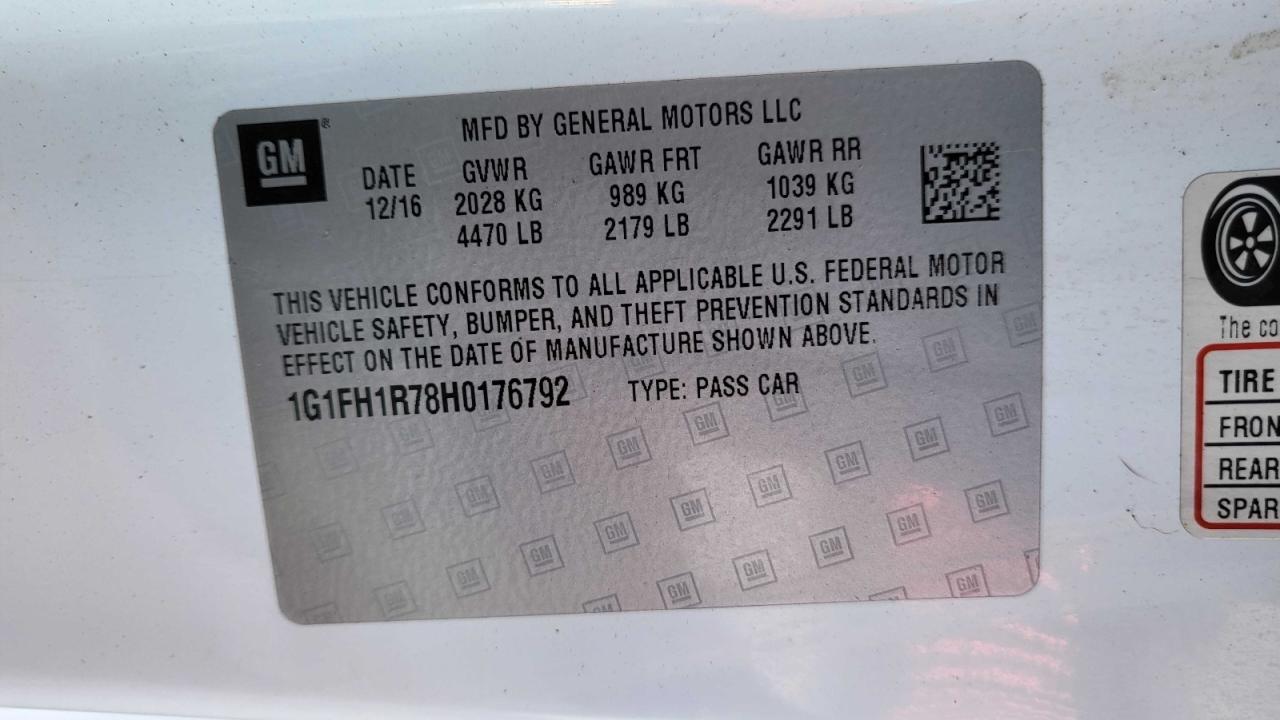 GM
®
MFD BY GENERAL MOTORS LLC
DATE GVWR GAWR FRT GAWR RR
12/16 2028 KG 989 KG 1039 KG
4470 LB 2179 LB 2291 LB
THIS VEHICLE CONFORMS TO ALL APPLICABLE U.S. FEDERAL MOTOR
VEHICLE SAFETY, BUMPER, AND THEFT PREVENTION STANDARDS IN
EFFECT ON THE DATE OF MANUFACTURE SHOWN ABOVE.
1G1FH1R78H0176792 TYPE: PASS CAR
The co
TIRE
FRON
REAR
SPAR